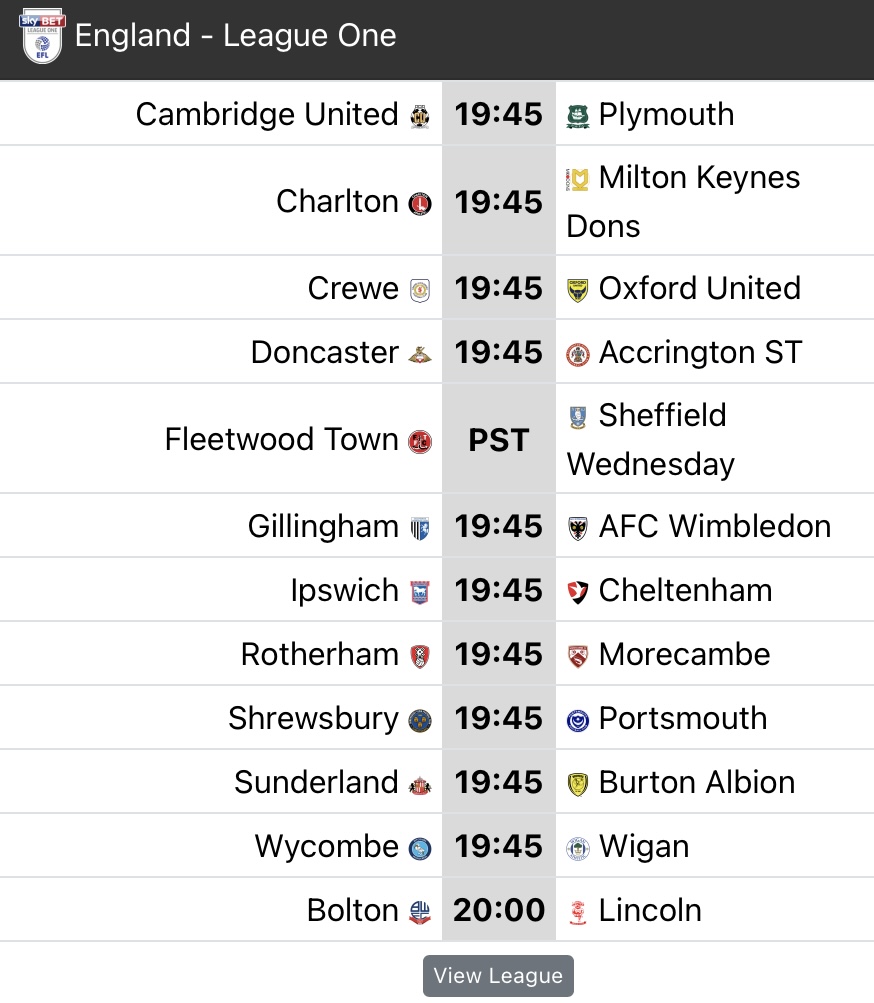 sky BET
LEAGUE ONE
EFL
England - League One
Cambridge United 19:45 Plymouth
Charlton 19:45 Milton Keynes
Dons
Crewe 19:45 Oxford United
Doncaster 19:45 Accrington ST
Fleetwood Town PST Sheffield
Wednesday
Gillingham 19:45 AFC Wimbledon
Ipswich 19:45 Cheltenham
Rotherham 19:45 Morecambe
Shrewsbury 19:45 Portsmouth
Sunderland 19:45 Burton Albion
Wycombe 19:45 Wigan
Bolton 20:00 Lincoln
View League